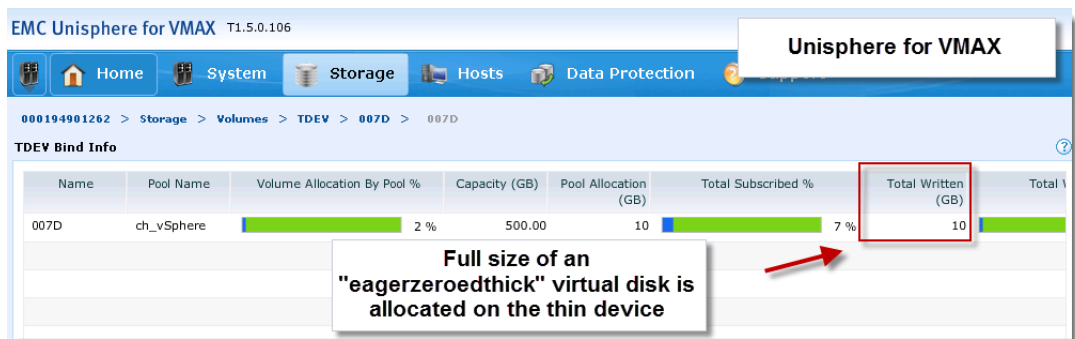 EMC Unisphere for VMAX T1.5.0.106
Unisphere for VMAX
Home System Storage Hosts Data Protection
000194901262 > Storage > Volumes > TDEV > 007D > 007D
TDEV Bind Info
Name Pool Name Volume Allocation By Pool % Capacity (GB) Pool Allocation (GB) Total Subscribed % Total Written (GB) Total
007D ch_vSphere 2 % 500.00 10 7 % 10
Full size of an
"eagerzeroedthick" virtual disk is
allocated on the thin device